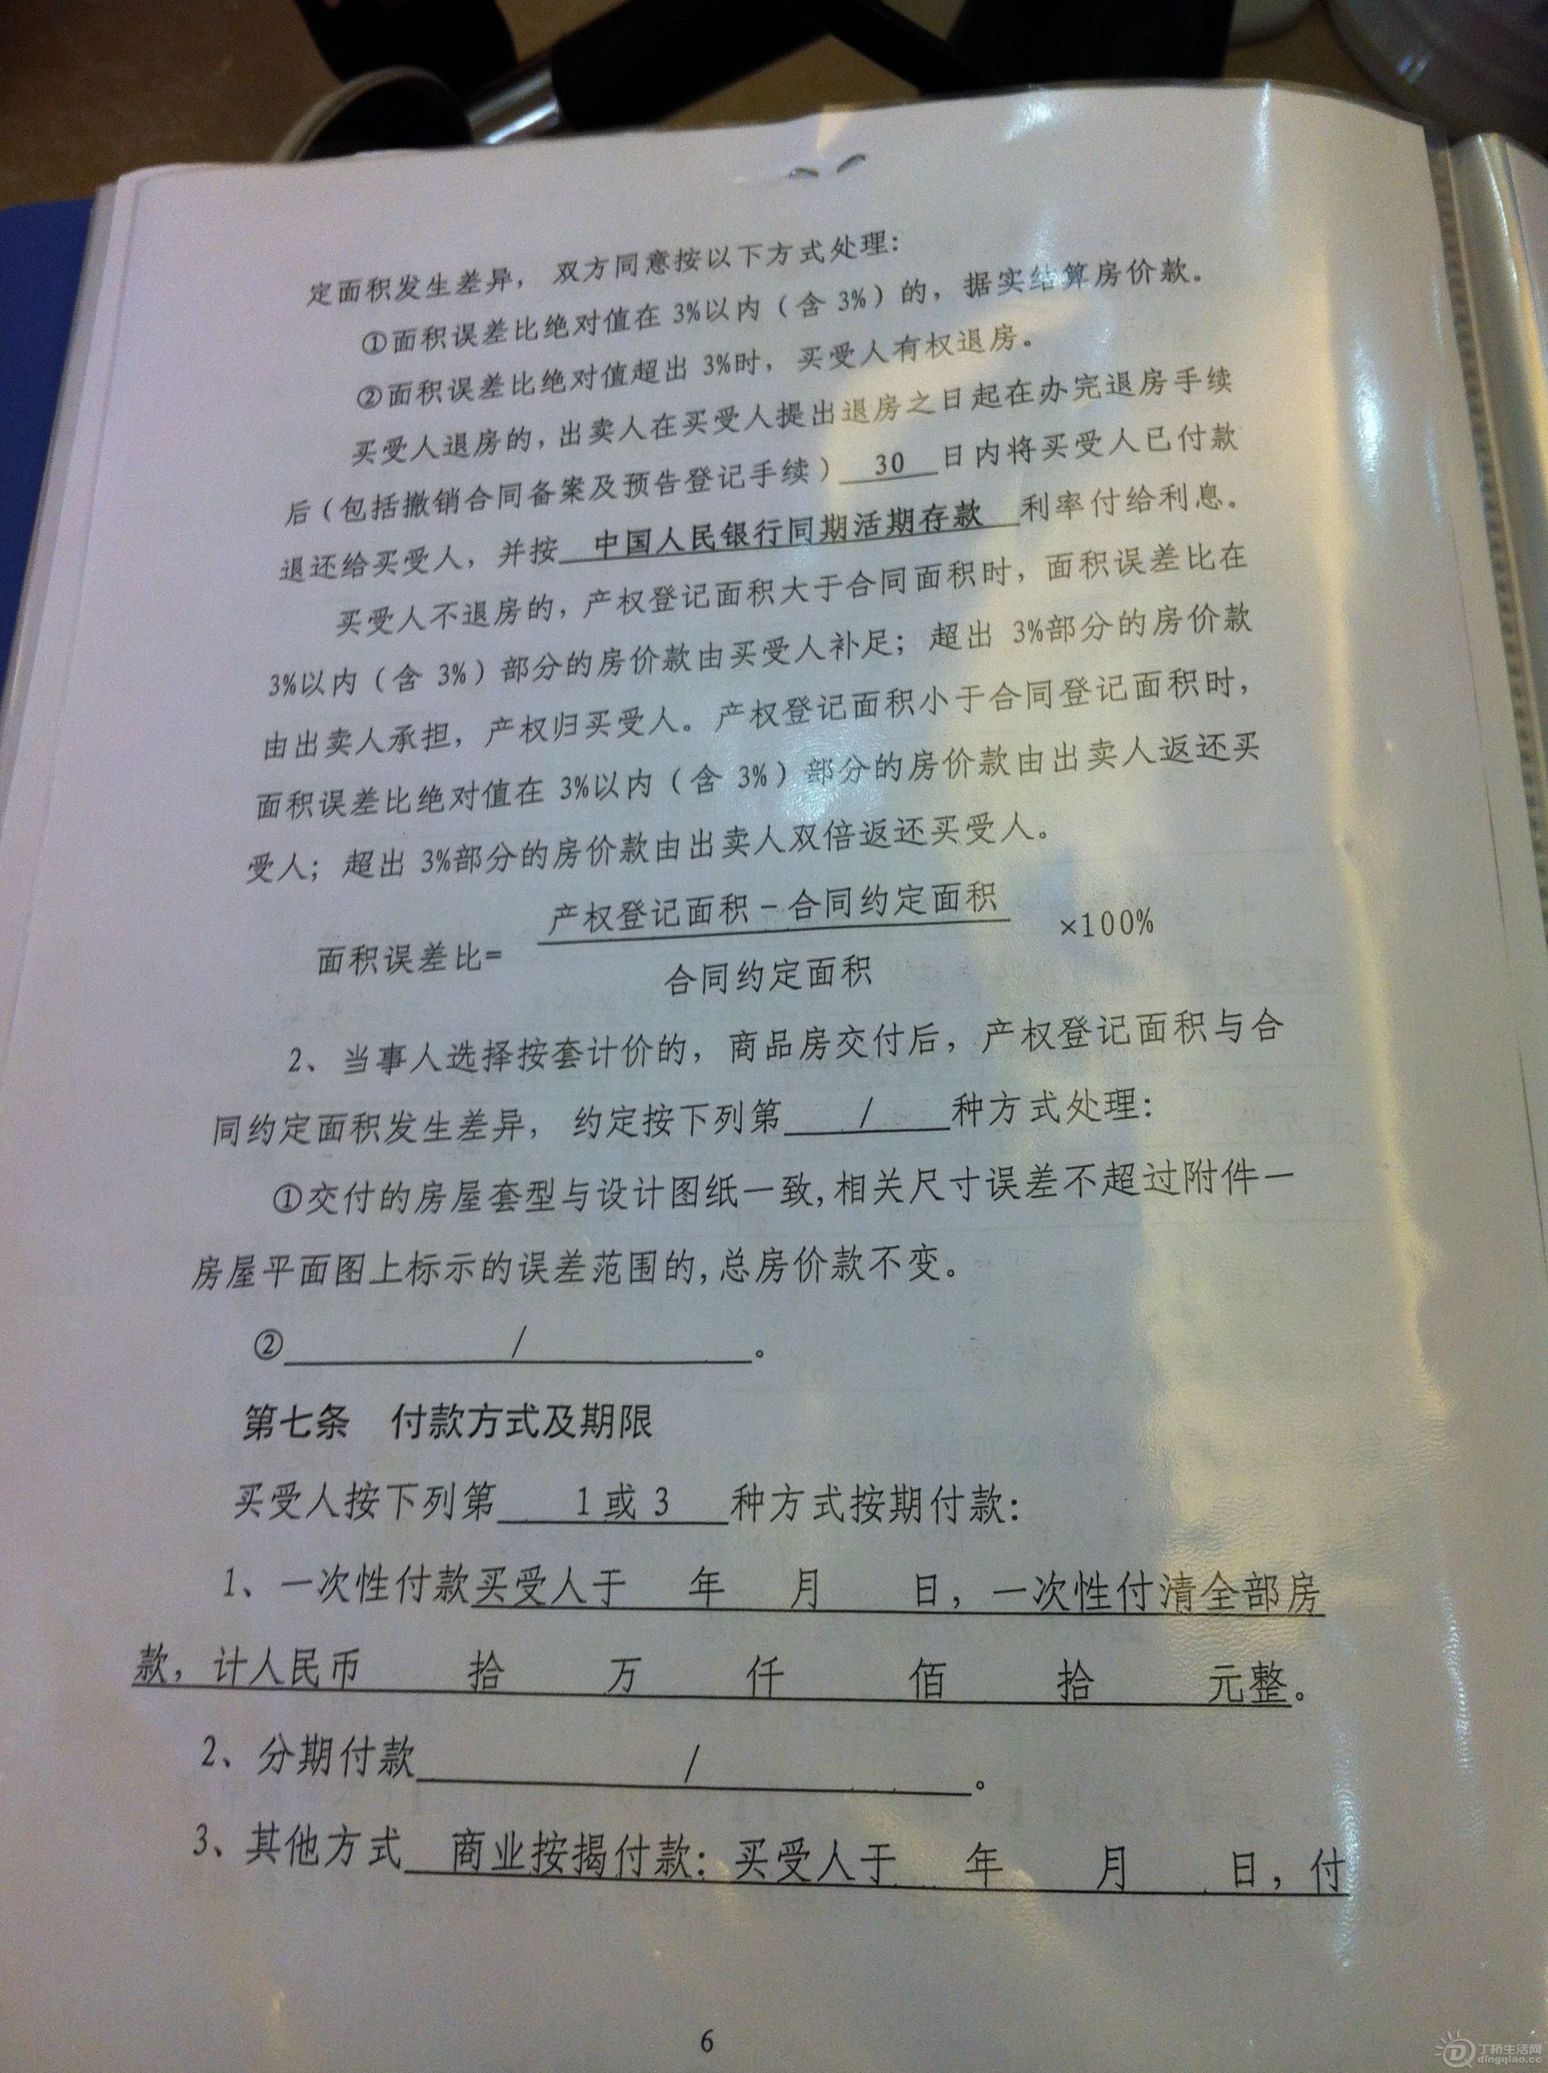 定面积发生差异， 双方同意按以下方式处理：
①面积误差比绝对值在 3%以内（含 3%）的，据实结算房价款。
②面积误差比绝对值超出 3%时，买受人有权退房。
买受人退房的，出卖人在买受人提出退房之日起在办完退房手续
后（包括撤销合同备案及预告登记手续） 30 日内将买受人已付款
退还给买受人，并按 中国人民银行同期活期存款 利率付给利息。
买受人不退房的，产权登记面积大于合同面积时，面积误差比在
3%以内（含 3%）部分的房价款由买受人补足；超出 3%部分的房价款
由出卖人承担，产权归买受人。产权登记面积小于合同登记面积时，
面积误差比绝对值在 3%以内（含 3%）部分的房价款由出卖人返还买
受人；超出 3%部分的房价款由出卖人双倍返还买受人。
产权登记面积－合同约定面积
面积误差比= ×100%
合同约定面积
2、当事人选择按套计价的，商品房交付后，产权登记面积与合
同约定面积发生差异， 约定按下列第 / 种方式处理：
①交付的房屋套型与设计图纸一致，相关尺寸误差不超过附件一
房屋平面图上标示的误差范围的，总房价款不变。
② / 。
第七条 付款方式及期限
买受人按下列第 1或3 种方式按期付款：
1、一次性付款买受人于 年 月 日，一次性付清全部房
款，计人民币 拾 万 仟 佰 拾 元整。
2、分期付款 / 。
3、其他方式 商业按揭付款：买受人于 年 月 日，付
6
丁桥生活网
dingqiao.cc